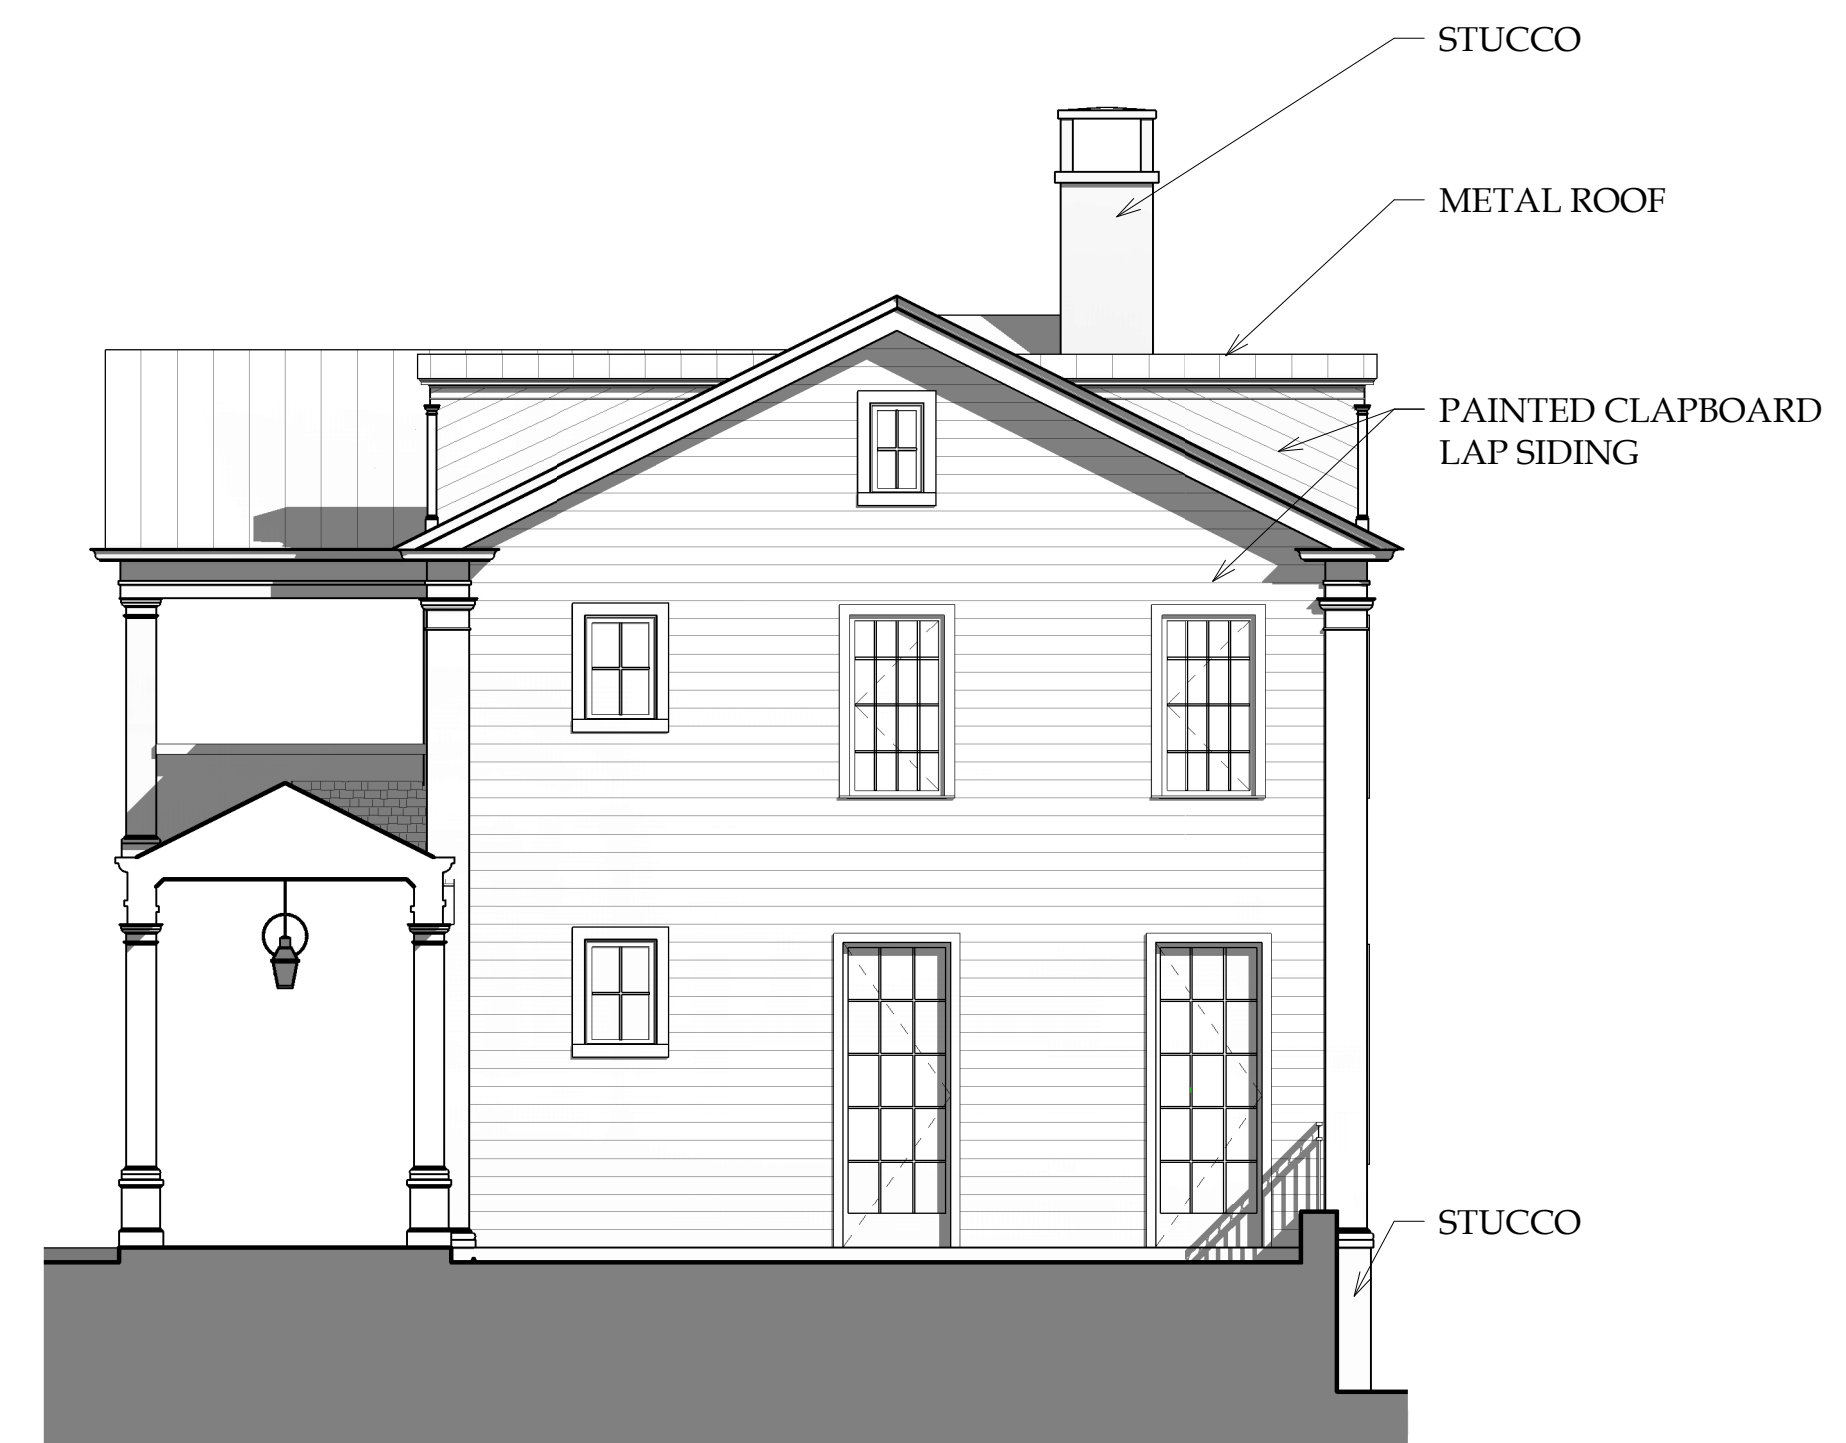 STUCCO
METAL ROOF
PAINTED CLAPBOARD
LAP SIDING
STUCCO